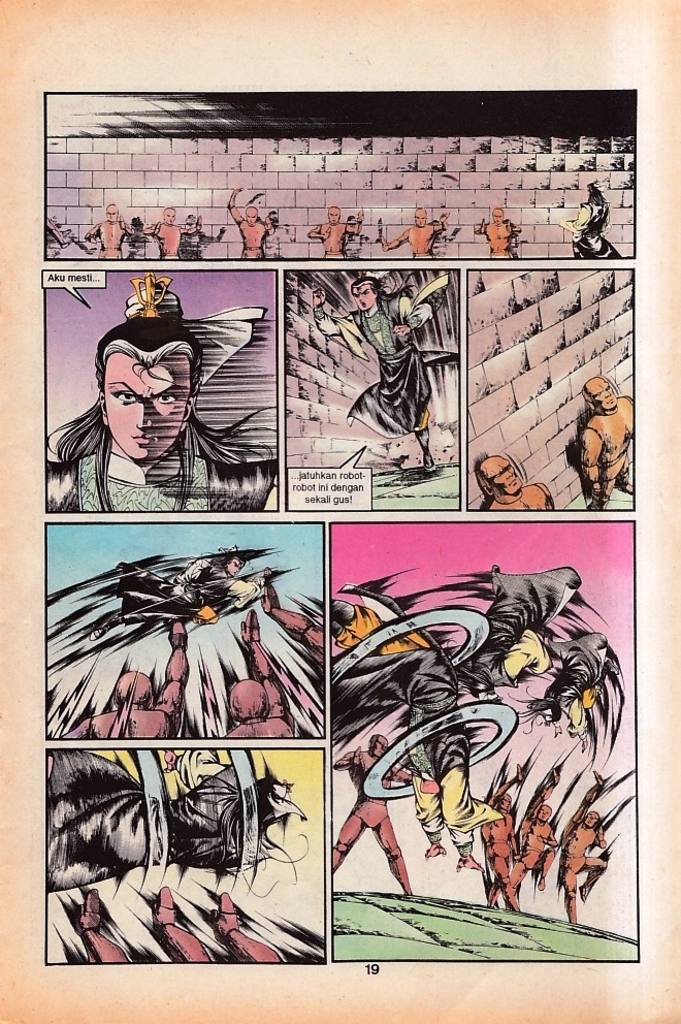 Aku mesti...
...jatuhkan robot-
robot ini dengan
sekali gus!
19